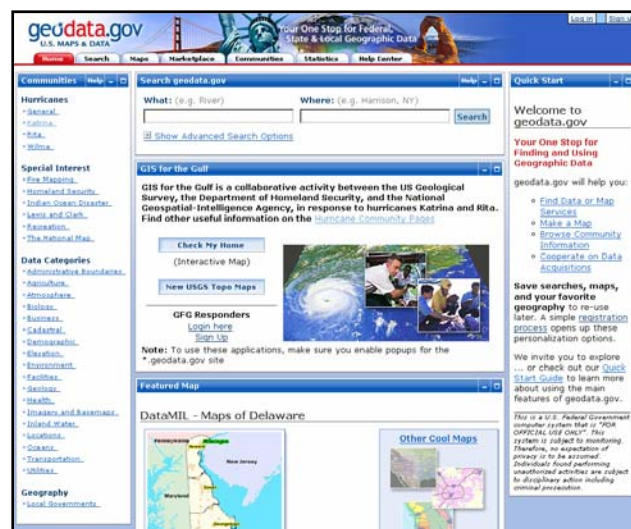 geodata.gov
U.S. MAPS & DATA
Your One Stop for Federal,
State & Local Geographic Data
Log in
Sign u
Home
Search
Maps
Marketplace
Communities
Statistics
Help Center
Communities
Help
Hurricanes
General
Katrina
Rita
Wilma
Special Interest
Fire Mapping
Homeland Security
Indian Ocean Disaster
Lewis and Clark
Recreation
The National Map
Data Categories
Administrative Boundaries
Agriculture
Atmosphere
Biology
Business
Cadastral
Demographic
Elevation
Environment
Facilities
Geology
Health
Imagery and Basemaps
Inland Water
Locations
Oceans
Transportation
Utilities
Geography
Local Governments
Search geodata.gov
Help
What: (e.g. River)
Where: (e.g. Harrison, NY)
Search
Show Advanced Search Options
GIS for the Gulf
GIS for the Gulf is a collaborative activity between the US Geological
Survey, the Department of Homeland Security, and the National
Geospatial-Intelligence Agency, in response to hurricanes Katrina and Rita.
Find other useful information on the Hurricane Community Pages
Check My Home
(Interactive Map)
New USGS Topo Maps
GFG Responders
Login here
Sign Up
Note: To use these applications, make sure you enable popups for the
*.geodata.gov site
Featured Map
DataMIL - Maps of Delaware
Pennsylvania
New Jersey
Maryland
Other Cool Maps
Quick Start
Welcome to
geodata.gov
Your One Stop for
Finding and Using
Geographic Data
geodata.gov will help you:
Find Data or Map
Services
Make a Map
Browse Community
Information
Cooperate on Data
Acquisitions
Save searches, maps,
and your favorite
geography to re-use
later. A simple registration
process opens up these
personalization options.
We invite you to explore
... or check out our Quick
Start Guide to learn more
about using the main
features of geodata.gov.
This is a U.S. Federal Government
computer system that is "FOR
OFFICIAL USE ONLY". This
system is subject to monitoring.
Therefore, no expectation of
privacy is to be assumed.
Individuals found performing
unauthorized activities are subject
to disciplinary action including
criminal prosecution.